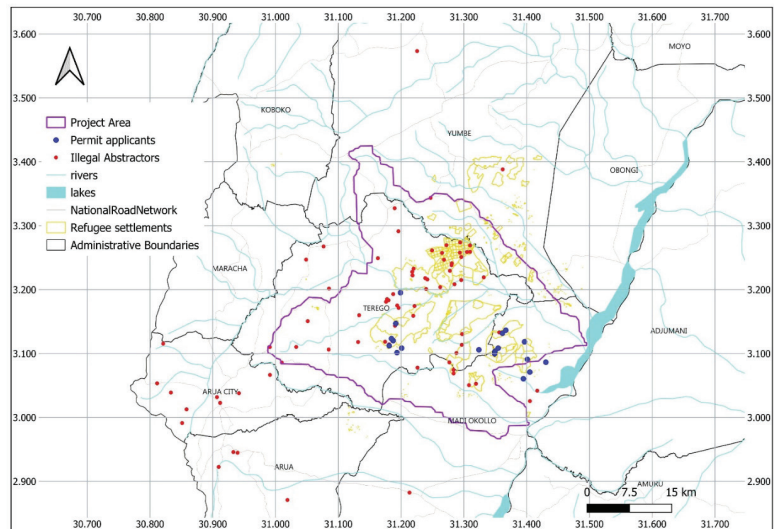 30.700 30.800 30.900 31.000 31.100 31.200 31.300 31.400 31.500 31.600 31.700
3.600 3.600
MOYO
3.500 3.500
KOBOKO
Project Area
Permit applicants
YUMBE
Illegal Abstractors
3.400 3.400
rivers
OBONGI
lakes
NationalRoadNetwork
Refugee settlements
3.300 3.300
Administrative Boundaries
MARACHA
3.200 3.200
TEREGO
ADJUMANI
3.100 3.100
ARUA CITY
3.000 MADI OKOLLO 3.000
ARUA
2.900 AMURU 2.900
0 7.5 15 km
30.700 30.800 30.900 31.000 31.100 31.200 31.300 31.400 31.500 31.600 31.700